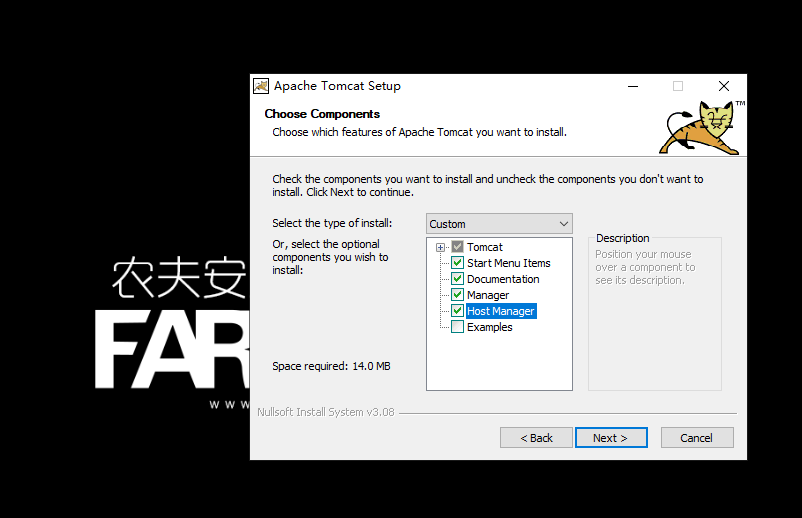 Apache Tomcat Setup
Choose Components
Choose which features of Apache Tomcat you want to install.
TM
Check the components you want to install and uncheck the components you don't want to
install. Click Next to continue.
Select the type of install:
Custom
Or, select the optional
components you wish to
install:
Tomcat
Start Menu Items
Documentation
Manager
Host Manager
Examples
Description
Position your mouse
over a component to
see its description.
Space required: 14.0 MB
Nullsoft Install System v3.08
< Back
Next >
Cancel
农夫安
FAR
w w w